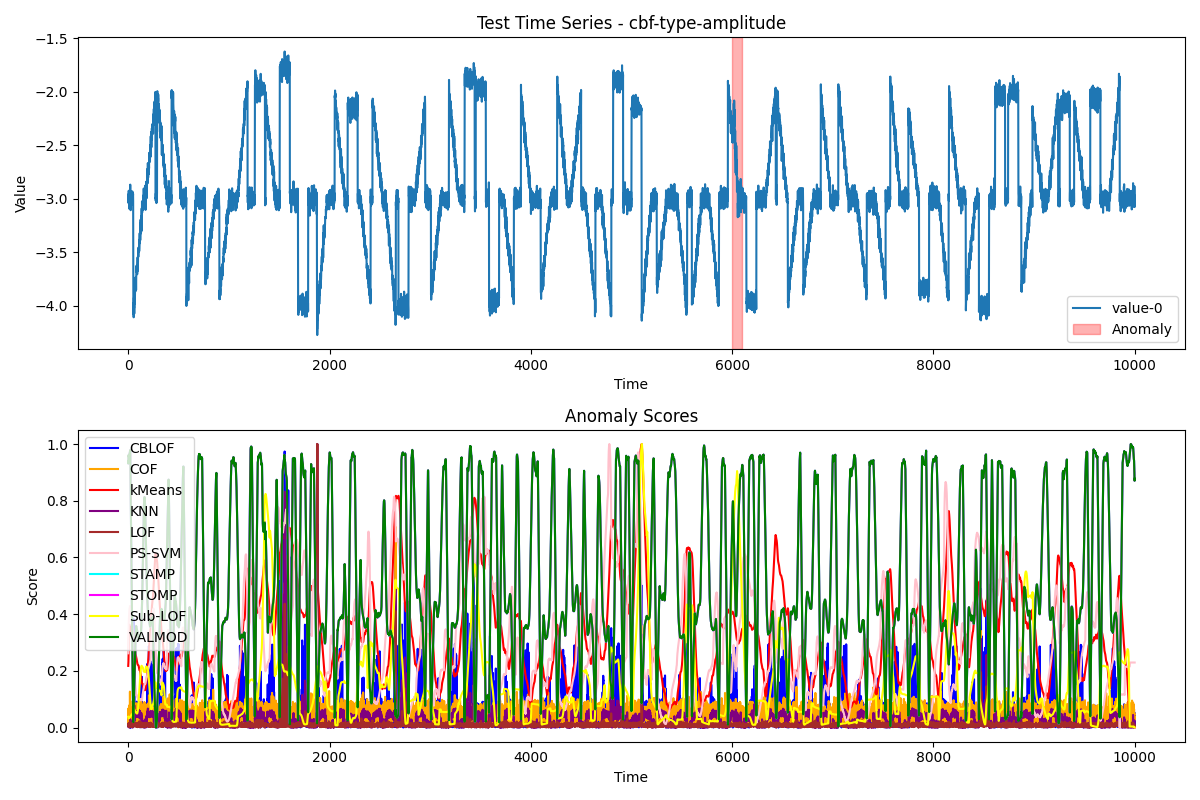 Test Time Series - cbf-type-amplitude
−1.5
−2.0
−2.5
−3.0
−3.5
−4.0
Value
0
2000
4000
6000
8000
10000
Time
value-0
Anomaly
Anomaly Scores
1.0
0.8
0.6
0.4
0.2
0.0
Score
CBLOF
COF
kMeans
KNN
LOF
PS-SVM
STAMP
STOMP
Sub-LOF
VALMOD
0
2000
4000
6000
8000
10000
Time